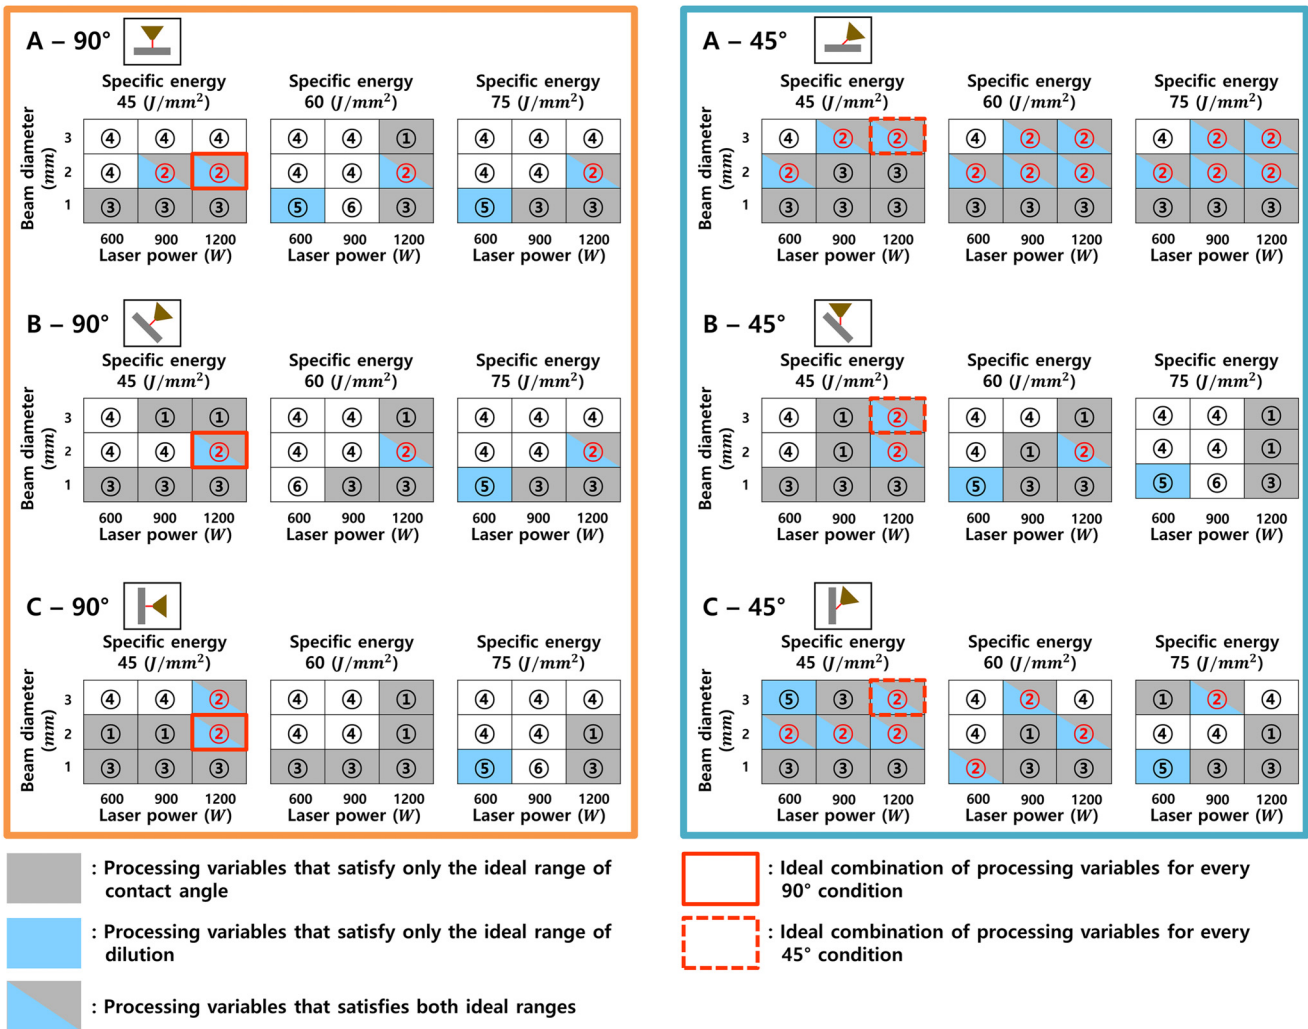 A – 90°
Specific energy
45 (J/mm²)
Specific energy
60 (J/mm²)
Specific energy
75 (J/mm²)
Beam diameter
(mm)
3 ④ ④ ④ ④ ④ ① ④ ④ ④
2 ④ ② ② ④ ④ ② ④ ④ ②
1 ③ ③ ③ ⑤ ⑥ ③ ⑤ ③ ③
600 900 1200 600 900 1200 600 900 1200
Laser power (W) Laser power (W) Laser power (W)
B – 90°
Specific energy
45 (J/mm²)
Specific energy
60 (J/mm²)
Specific energy
75 (J/mm²)
Beam diameter
(mm)
3 ④ ① ① ④ ④ ① ④ ④ ④
2 ④ ④ ② ④ ④ ② ④ ④ ②
1 ③ ③ ③ ⑥ ③ ③ ⑤ ③ ③
600 900 1200 600 900 1200 600 900 1200
Laser power (W) Laser power (W) Laser power (W)
C – 90°
Specific energy
45 (J/mm²)
Specific energy
60 (J/mm²)
Specific energy
75 (J/mm²)
Beam diameter
(mm)
3 ④ ④ ② ④ ④ ① ④ ④ ④
2 ① ① ② ④ ④ ① ④ ④ ①
1 ③ ③ ③ ③ ③ ③ ⑤ ⑥ ③
600 900 1200 600 900 1200 600 900 1200
Laser power (W) Laser power (W) Laser power (W)
A – 45°
Specific energy
45 (J/mm²)
Specific energy
60 (J/mm²)
Specific energy
75 (J/mm²)
Beam diameter
(mm)
3 ④ ② ② ④ ② ② ④ ② ②
2 ② ③ ③ ② ② ② ② ② ②
1 ③ ③ ③ ③ ③ ③ ③ ③ ③
600 900 1200 600 900 1200 600 900 1200
Laser power (W) Laser power (W) Laser power (W)
B – 45°
Specific energy
45 (J/mm²)
Specific energy
60 (J/mm²)
Specific energy
75 (J/mm²)
Beam diameter
(mm)
3 ④ ① ② ④ ④ ① ④ ④ ①
2 ④ ① ② ④ ① ② ④ ④ ①
1 ③ ③ ③ ⑤ ③ ③ ⑤ ⑥ ③
600 900 1200 600 900 1200 600 900 1200
Laser power (W) Laser power (W) Laser power (W)
C – 45°
Specific energy
45 (J/mm²)
Specific energy
60 (J/mm²)
Specific energy
75 (J/mm²)
Beam diameter
(mm)
3 ⑤ ③ ② ④ ② ④ ① ② ④
2 ② ② ② ④ ① ② ④ ④ ①
1 ③ ③ ③ ② ③ ③ ⑤ ③ ③
600 900 1200 600 900 1200 600 900 1200
Laser power (W) Laser power (W) Laser power (W)
: Processing variables that satisfy only the ideal range of
contact angle
: Processing variables that satisfy only the ideal range of
dilution
: Processing variables that satisfies both ideal ranges
: Ideal combination of processing variables for every
90° condition
: Ideal combination of processing variables for every
45° condition